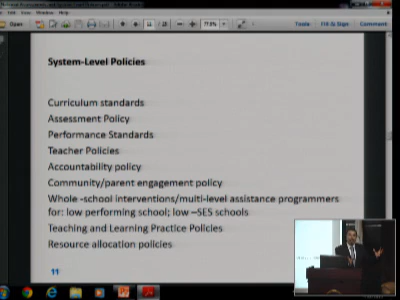 Open
77.8%
Tools
Fill & Sign
Comment
System-Level Policies
Curriculum standards
Assessment Policy
Performance Standards
Teacher Policies
Accountability policy
Community/parent engagement policy
Whole -school interventions/multi-level assistance programmers
for: low performing school; low –SES schools
Teaching and Learning Practice Policies
Resource allocation policies
11